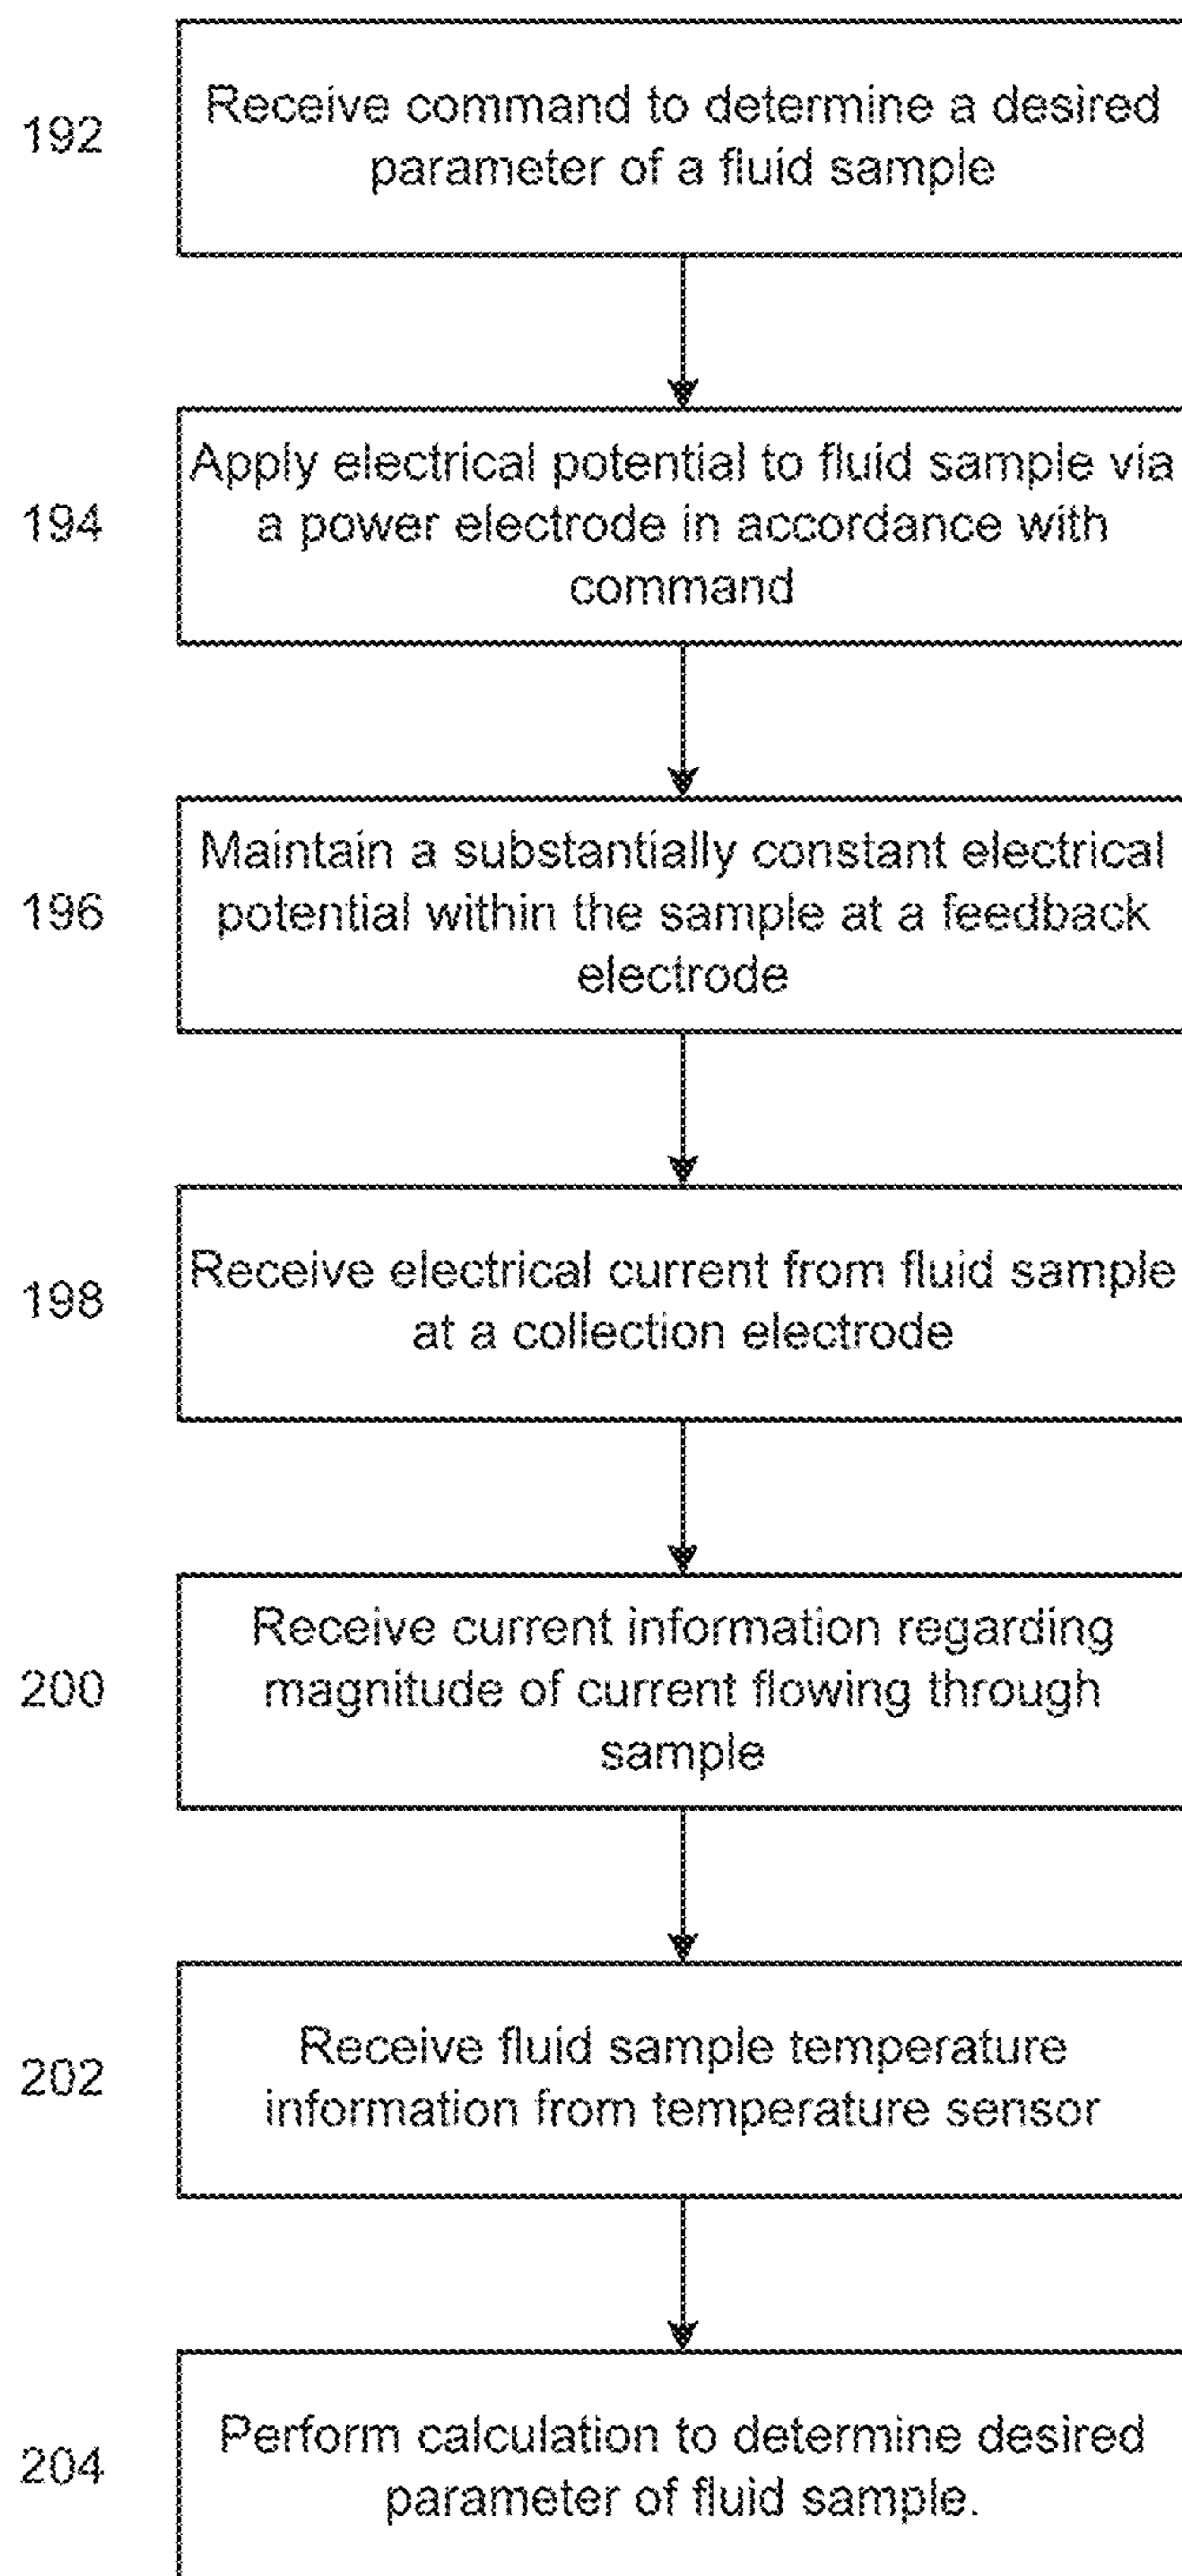 192
Receive command to determine a desired
parameter of a fluid sample
194
Apply electrical potential to fluid sample via
a power electrode in accordance with
command
196
Maintain a substantially constant electrical
potential within the sample at a feedback
electrode
198
Receive electrical current from fluid sample
at a collection electrode
200
Receive current information regarding
magnitude of current flowing through
sample
202
Receive fluid sample temperature
information from temperature sensor
204
Perform calculation to determine desired
parameter of fluid sample.